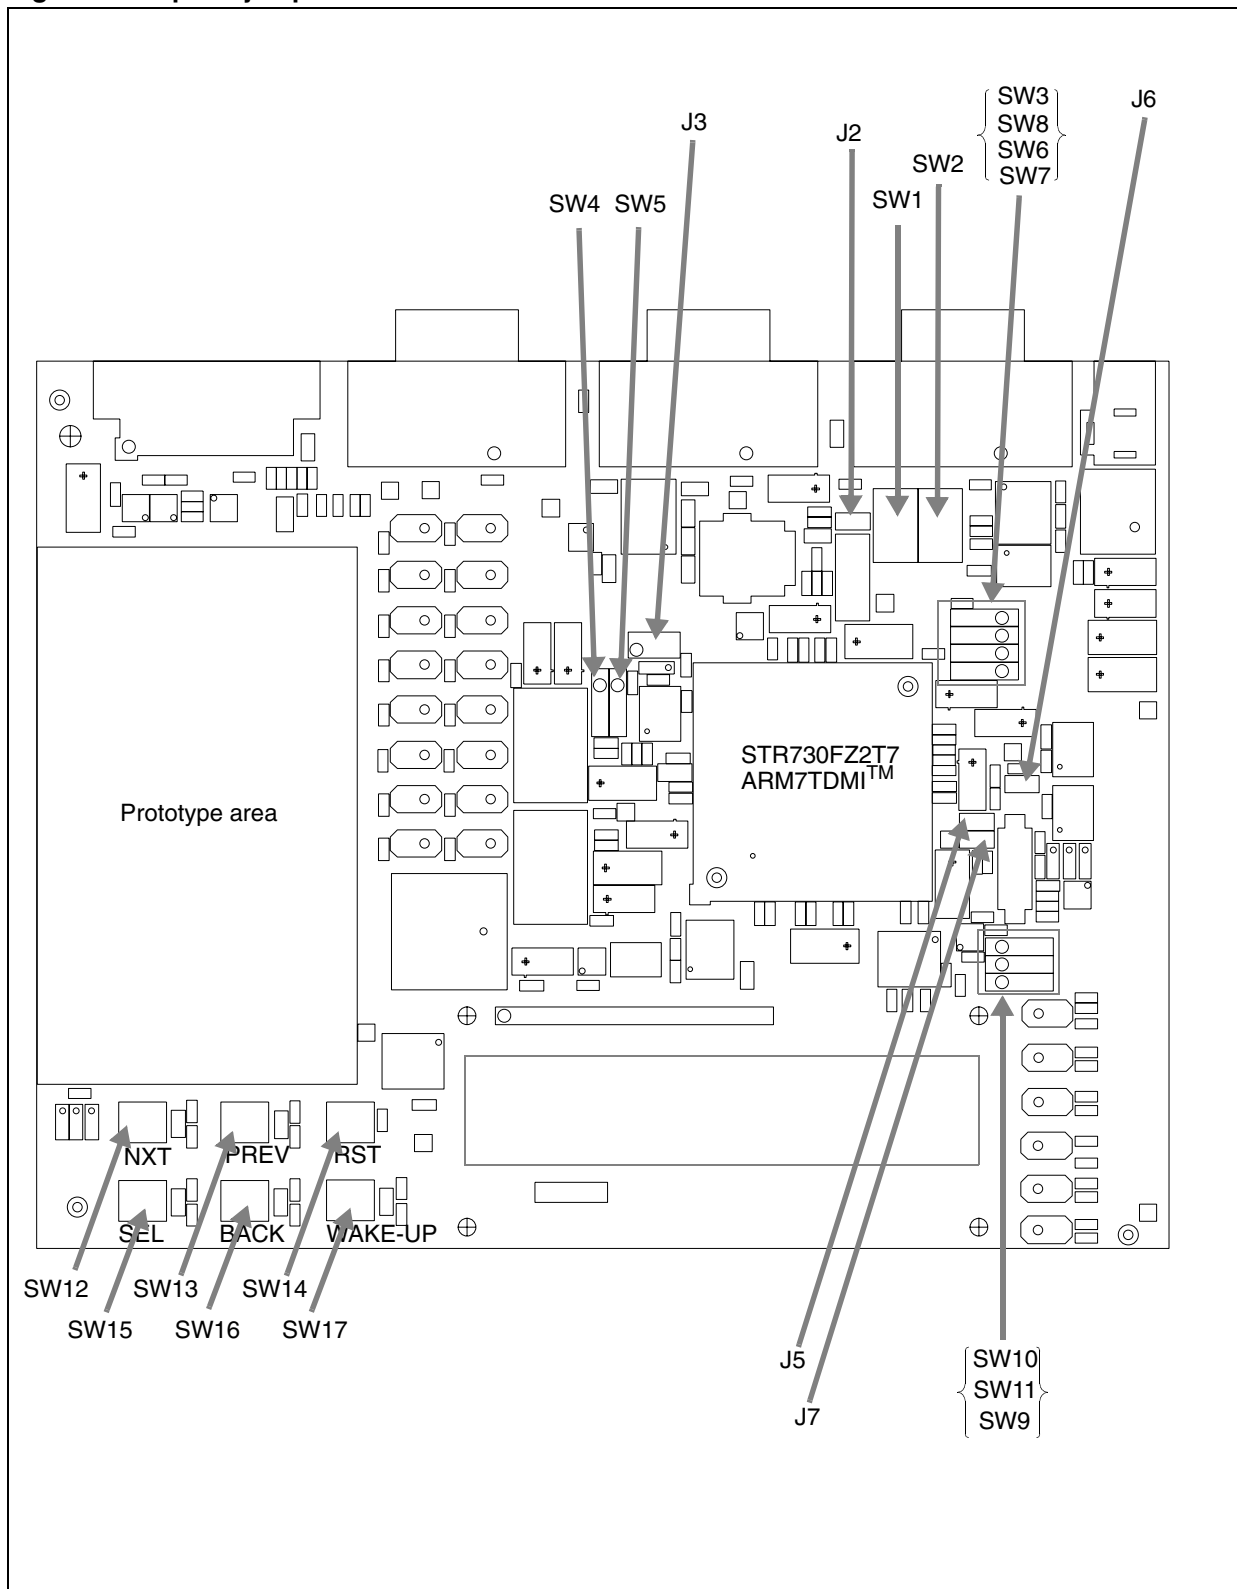 SW3
J6
J3
J2
SW8
SW6
SW2
SW7
SW4 SW5
SW1
STR730FZ2T7
ARM7TDMI™
Prototype area
NXT
PREV
RST
SEL
BACK
WAKE-UP
SW12
SW13
SW14
SW15
SW16
SW17
J5
SW10
SW11
J7
SW9